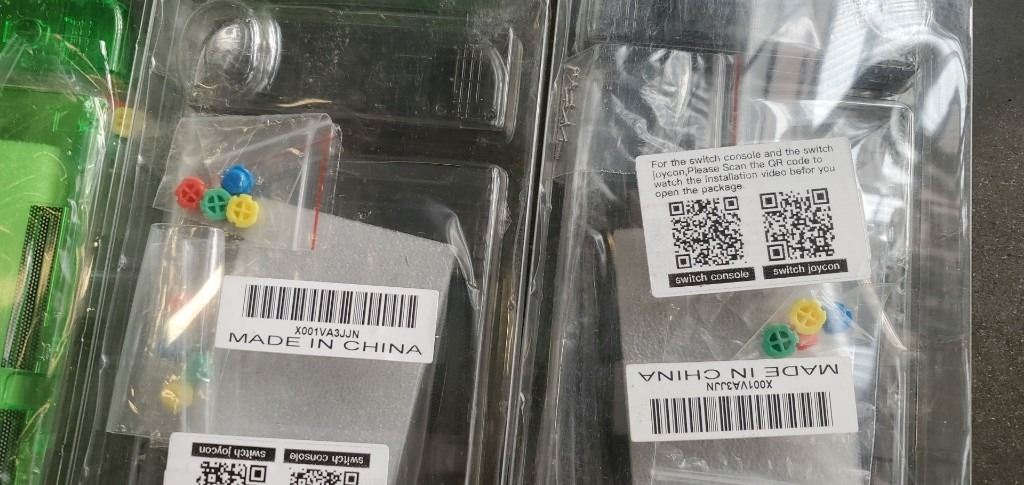 X001VA3JJN
MADE IN CHINA
switch joycon
switch console
For the switch console and the switch
joycon,Please Scan the QR code to
watch the installation video befor you
open the package.
switch console
switch joycon
MADE IN CHINA
X001VA3JJN